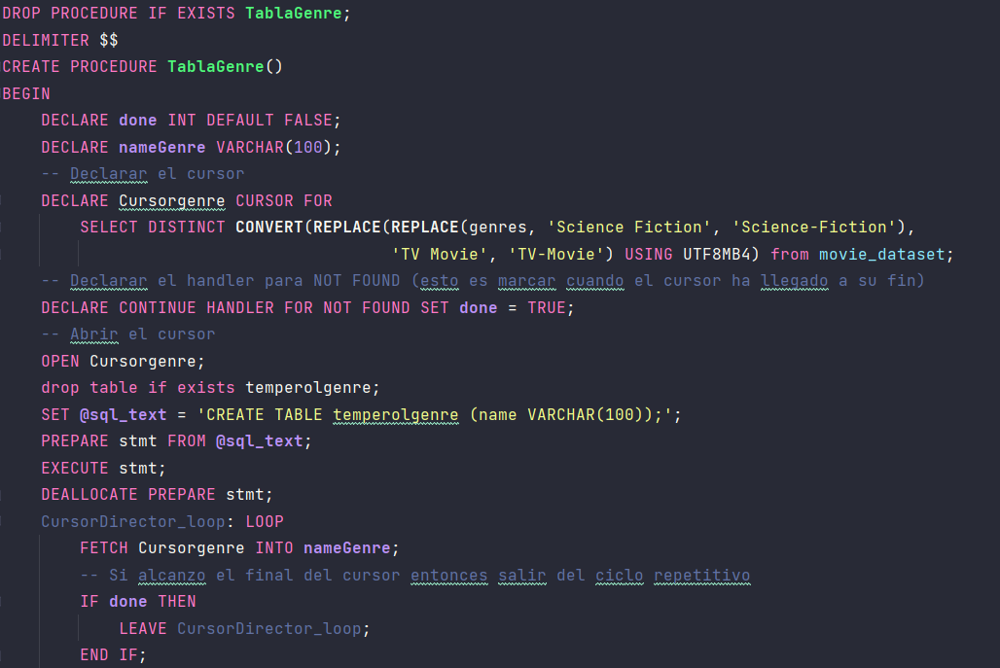 DROP PROCEDURE IF EXISTS TablaGenre;
DELIMITER $$
CREATE PROCEDURE TablaGenre()
BEGIN
    DECLARE done INT DEFAULT FALSE;
    DECLARE nameGenre VARCHAR(100);
    -- Declarar el cursor
    DECLARE Cursorgenre CURSOR FOR
        SELECT DISTINCT CONVERT(REPLACE(REPLACE(genres, 'Science Fiction', 'Science-Fiction'),
                                        'TV Movie', 'TV-Movie') USING UTF8MB4) from movie_dataset;
    -- Declarar el handler para NOT FOUND (esto es marcar cuando el cursor ha llegado a su fin)
    DECLARE CONTINUE HANDLER FOR NOT FOUND SET done = TRUE;
    -- Abrir el cursor
    OPEN Cursorgenre;
    drop table if exists temperolgenre;
    SET @sql_text = 'CREATE TABLE temperolgenre (name VARCHAR(100));';
    PREPARE stmt FROM @sql_text;
    EXECUTE stmt;
    DEALLOCATE PREPARE stmt;
    CursorDirector_loop: LOOP
        FETCH Cursorgenre INTO nameGenre;
        -- Si alcanzo el final del cursor entonces salir del ciclo repetitivo
        IF done THEN
            LEAVE CursorDirector_loop;
        END IF;